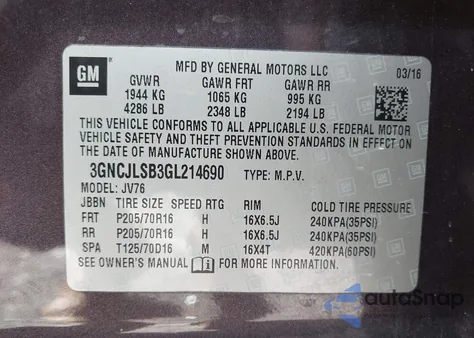 GM
MFD BY GENERAL MOTORS LLC
03/16
GVWR GAWR FRT GAWR RR
1944 KG 1065 KG 995 KG
4286 LB 2348 LB 2194 LB
THIS VEHICLE CONFORMS TO ALL APPLICABLE U.S. FEDERAL MOTOR
VEHICLE SAFETY AND THEFT PREVENTION STANDARDS IN EFFECT ON
THE DATE OF MANUFACTURE SHOWN ABOVE.
3GNCJLSB3GL214690 TYPE: M.P.V.
MODEL: JV76
JBBN TIRE SIZE SPEED RTG RIM COLD TIRE PRESSURE
FRT P205/70R16 H 16X6.5J 240KPA(35PSI)
RR P205/70R16 H 16X6.5J 240KPA(35PSI)
SPA T125/70D16 M 16X4T 420KPA(60PSI)
SEE OWNER'S MANUAL FOR MORE INFORMATION.
autoSnap